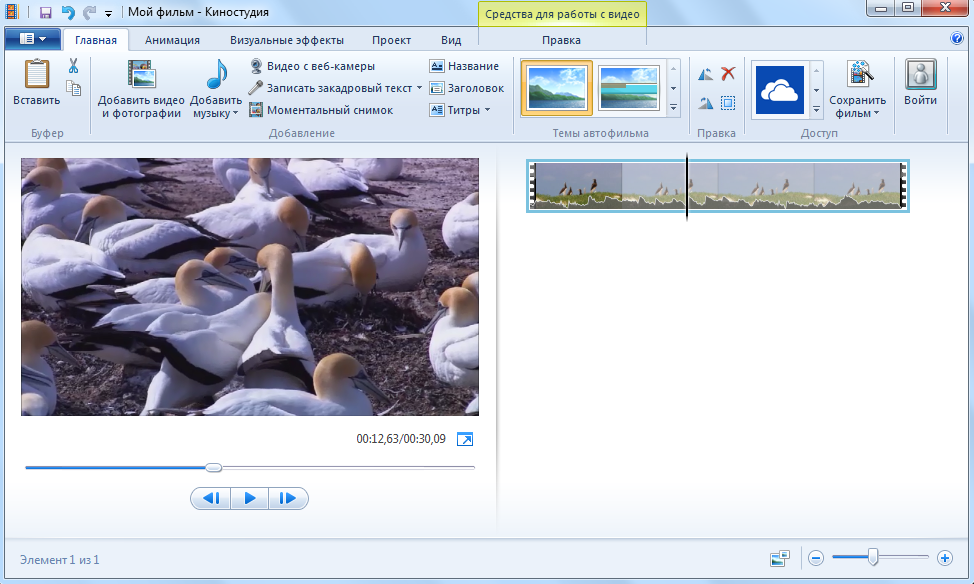 Мой фильм - Киностудия
Средства для работы с видео
Главная
Анимация
Визуальные эффекты
Проект
Вид
Правка
Вставить
Буфер
Добавить видео
и фотографии
Добавить
музыку
Видео с веб-камеры
Записать закадровый текст
Моментальный снимок
Название
Заголовок
Титры
Добавление
Темы автофильма
Правка
Сохранить
фильм
Доступ
Войти
00:12,63/00:30,09
Элемент 1 из 1